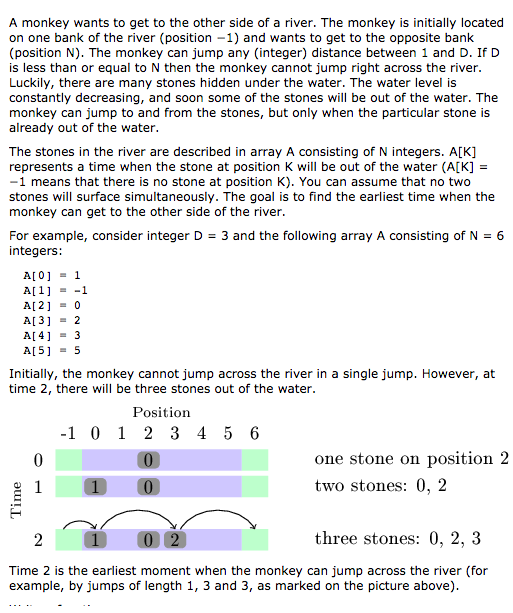 A monkey wants to get to the other side of a river. The monkey is initially located
on one bank of the river (position −1) and wants to get to the opposite bank
(position N). The monkey can jump any (integer) distance between 1 and D. If D
is less than or equal to N then the monkey cannot jump right across the river.
Luckily, there are many stones hidden under the water. The water level is
constantly decreasing, and soon some of the stones will be out of the water. The
monkey can jump to and from the stones, but only when the particular stone is
already out of the water.
The stones in the river are described in array A consisting of N integers. A[K]
represents a time when the stone at position K will be out of the water (A[K] =
−1 means that there is no stone at position K). You can assume that no two
stones will surface simultaneously. The goal is to find the earliest time when the
monkey can get to the other side of the river.
For example, consider integer D = 3 and the following array A consisting of N = 6
integers:
A[0] = 1
A[1] = -1
A[2] = 0
A[3] = 2
A[4] = 3
A[5] = 5
Initially, the monkey cannot jump across the river in a single jump. However, at
time 2, there will be three stones out of the water.
Position
-1 0 1 2 3 4 5 6
0 0 one stone on position 2
1 1 0 two stones: 0, 2
Time
2 1 0 2 three stones: 0, 2, 3
Time 2 is the earliest moment when the monkey can jump across the river (for
example, by jumps of length 1, 3 and 3, as marked on the picture above).